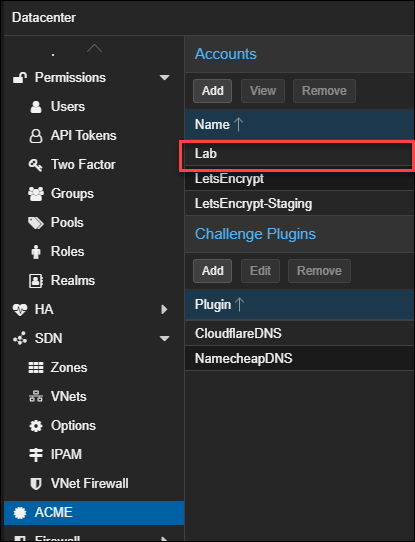 Datacenter
Permissions
Users
API Tokens
Two Factor
Groups
Pools
Roles
Realms
HA
SDN
Zones
VNets
Options
IPAM
VNet Firewall
ACME
Firewall
Accounts
Add View Remove
Name ↑
Lab
LetsEncrypt
LetsEncrypt-Staging
Challenge Plugins
Add Edit Remove
Plugin ↑
CloudflareDNS
NamecheapDNS